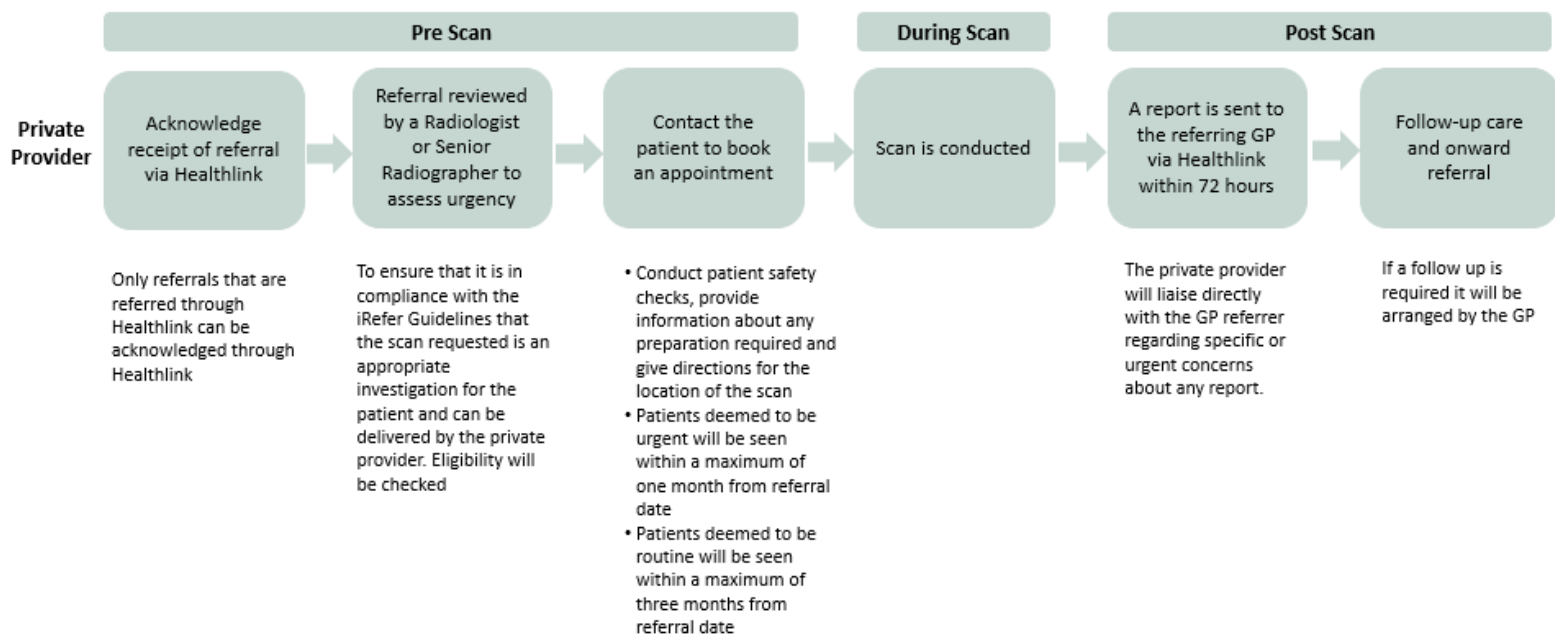 Pre Scan
During Scan
Post Scan
Private
Provider
Acknowledge
receipt of referral
via Healthlink
Referral reviewed
by a Radiologist
or Senior
Radiographer to
assess urgency
Contact the
patient to book
an appointment
Scan is conducted
A report is sent to
the referring GP
via Healthlink
within 72 hours
Follow-up care
and onward
referral
Only referrals that are
referred through
Healthlink can be
acknowledged through
Healthlink
To ensure that it is in
compliance with the
iRefer Guidelines that
the scan requested is an
appropriate
investigation for the
patient and can be
delivered by the private
provider. Eligibility will
be checked
• Conduct patient safety
checks, provide
information about any
preparation required and
give directions for the
location of the scan
• Patients deemed to be
urgent will be seen
within a maximum of
one month from referral
date
• Patients deemed to be
routine will be seen
within a maximum of
three months from
referral date
The private provider
will liaise directly
with the GP referrer
regarding specific or
urgent concerns
about any report.
If a follow up is
required it will be
arranged by the GP